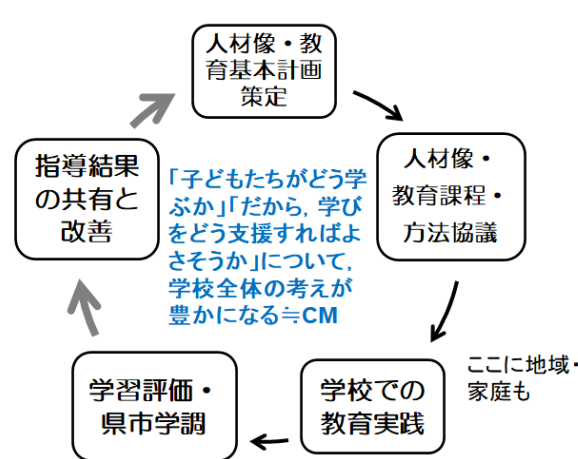 人材像・教
育基本計画
策定
人材像・
教育課程・
方法協議
指導結果
の共有と
改善
「子どもたちがどう学
ぶか」「だから，学び
をどう支援すればよ
さそうか」について，
学校全体の考えが
豊かになる≒CM
学習評価・
県市学調
学校での
教育実践
ここに地域・
家庭も